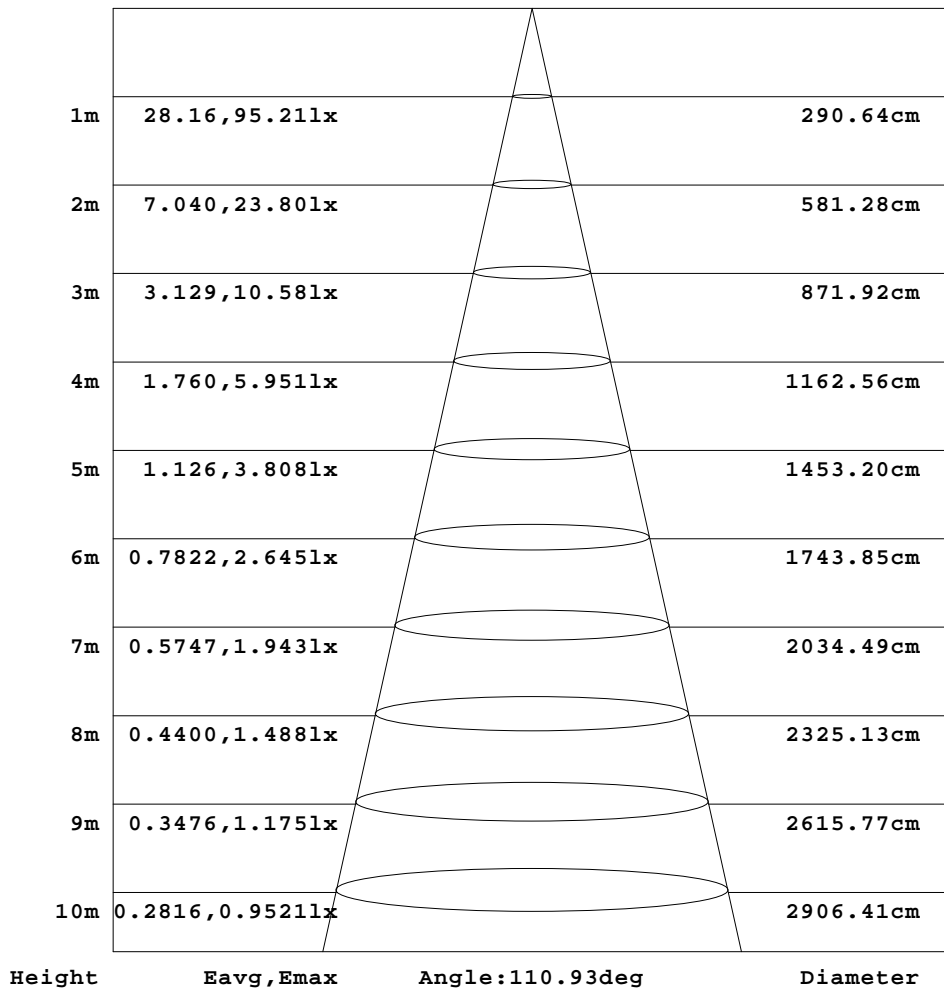 1m 28.16,95.21lx 290.64cm
2m 7.040,23.80lx 581.28cm
3m 3.129,10.58lx 871.92cm
4m 1.760,5.951lx 1162.56cm
5m 1.126,3.808lx 1453.20cm
6m 0.7822,2.645lx 1743.85cm
7m 0.5747,1.943lx 2034.49cm
8m 0.4400,1.488lx 2325.13cm
9m 0.3476,1.175lx 2615.77cm
10m 0.2816,0.9521lx 2906.41cm
Height Eavg,Emax Angle:110.93deg Diameter